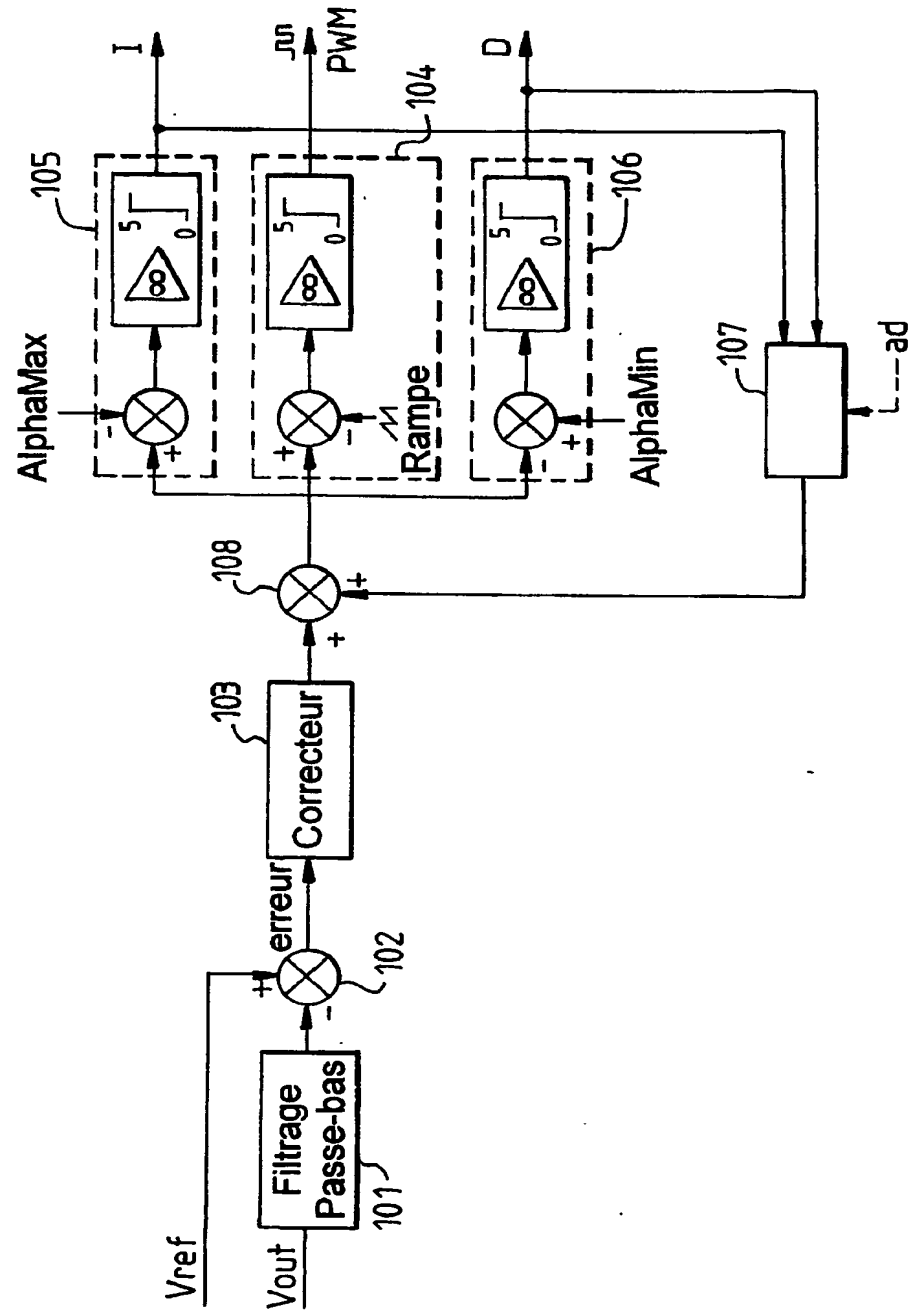 Vref
Vout
Filtrage
Passe-bas
101
+
-
102
erreur
103
Correcteur
+
108
+
AlphaMax
105
-
+
∞
5
0
I
104
+
-
Rampe
∞
5
0
PWM
106
-
+
AlphaMin
∞
5
0
D
107
ad